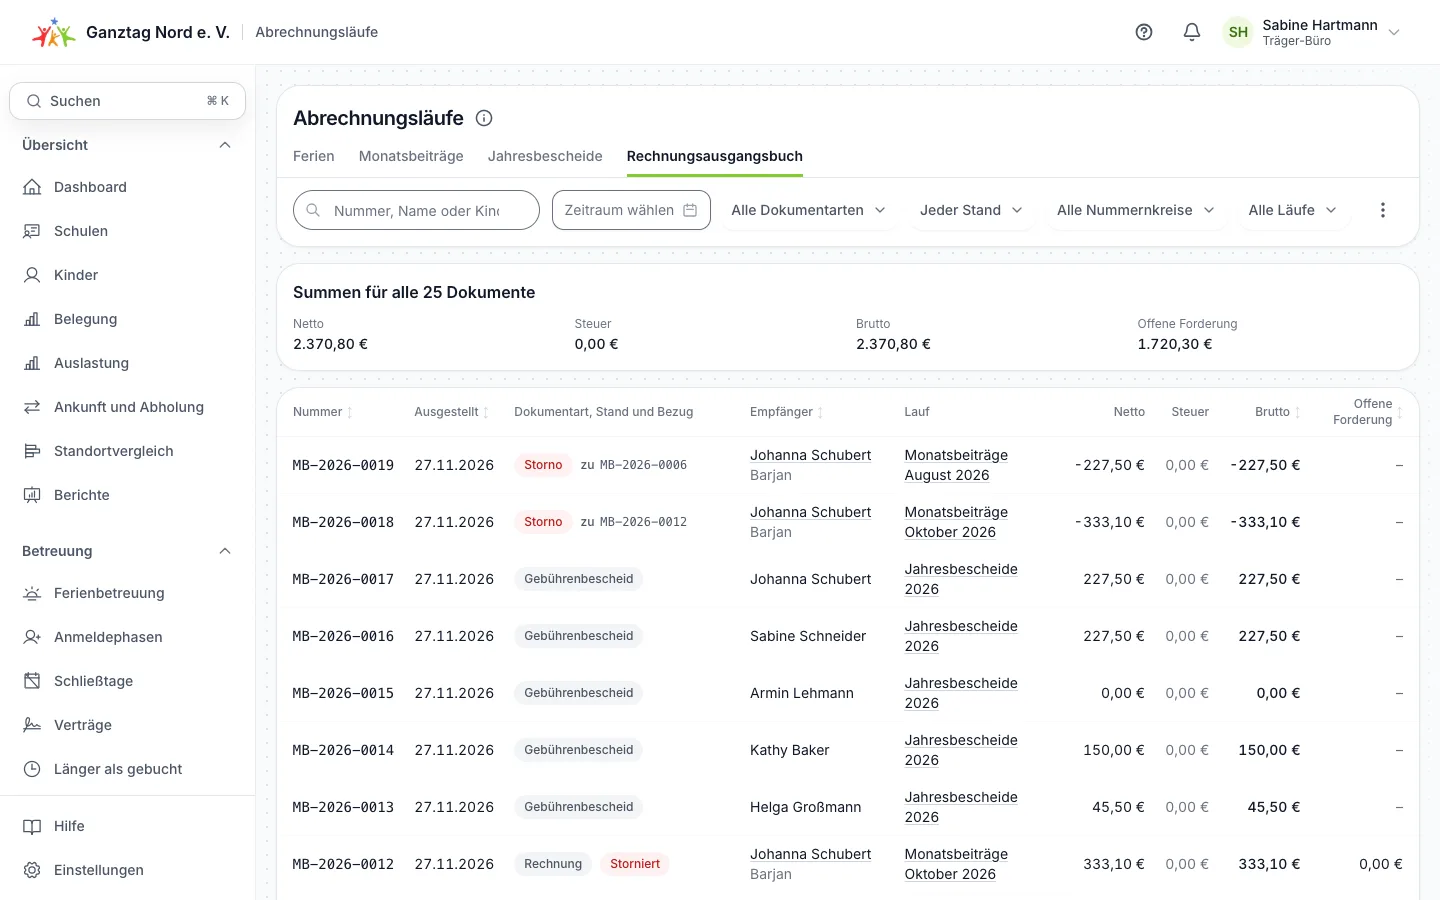 Ganztag Nord e. V.
Abrechnungsläufe
SH
Sabine Hartmann
Träger-Büro
Suchen
⌘ K
Übersicht
Dashboard
Schulen
Kinder
Belegung
Auslastung
Ankunft und Abholung
Standortvergleich
Berichte
Betreuung
Ferienbetreuung
Anmeldephasen
Schließtage
Verträge
Länger als gebucht
Hilfe
Einstellungen
Abrechnungsläufe
Ferien Monatsbeiträge Jahresbescheide Rechnungsausgangsbuch
Nummer, Name oder Kind Zeitraum wählen Alle Dokumentarten Jeder Stand Alle Nummernkreise Alle Läufe
Summen für alle 25 Dokumente
Netto Steuer Brutto Offene Forderung
2.370,80 € 0,00 € 2.370,80 € 1.720,30 €
Nummer Ausgestellt Dokumentart, Stand und Bezug Empfänger Lauf Netto Steuer Brutto Offene Forderung
MB-2026-0019 27.11.2026 Storno zu MB-2026-0006 Johanna Schubert Barjan Monatsbeiträge August 2026 -227,50 € 0,00 € -227,50 € –
MB-2026-0018 27.11.2026 Storno zu MB-2026-0012 Johanna Schubert Barjan Monatsbeiträge Oktober 2026 -333,10 € 0,00 € -333,10 € –
MB-2026-0017 27.11.2026 Gebührenbescheid Johanna Schubert Jahresbescheide 2026 227,50 € 0,00 € 227,50 € –
MB-2026-0016 27.11.2026 Gebührenbescheid Sabine Schneider Jahresbescheide 2026 227,50 € 0,00 € 227,50 € –
MB-2026-0015 27.11.2026 Gebührenbescheid Armin Lehmann Jahresbescheide 2026 0,00 € 0,00 € 0,00 € –
MB-2026-0014 27.11.2026 Gebührenbescheid Kathy Baker Jahresbescheide 2026 150,00 € 0,00 € 150,00 € –
MB-2026-0013 27.11.2026 Gebührenbescheid Helga Großmann Jahresbescheide 2026 45,50 € 0,00 € 45,50 € –
MB-2026-0012 27.11.2026 Rechnung Storniert Johanna Schubert Barjan Monatsbeiträge Oktober 2026 333,10 € 0,00 € 333,10 € 0,00 €